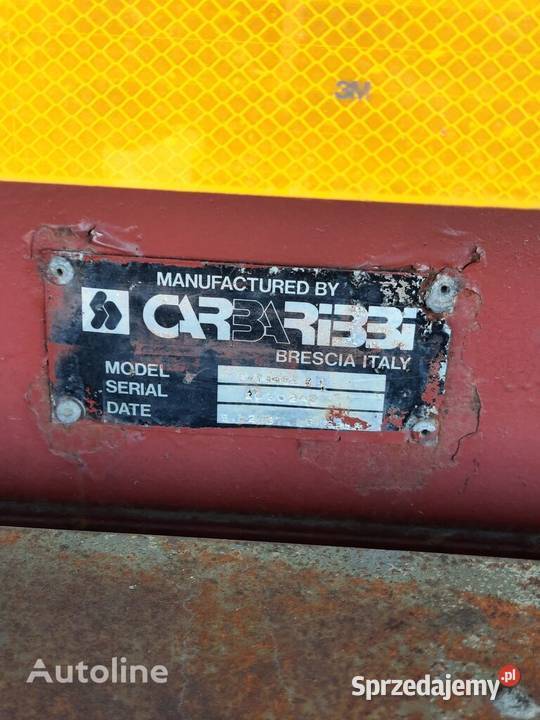 3M
MANUFACTURED BY
CARBARIBBI
BRESCIA ITALY
MODEL
SERIAL
DATE
Autoline
Sprzedajemy.pl